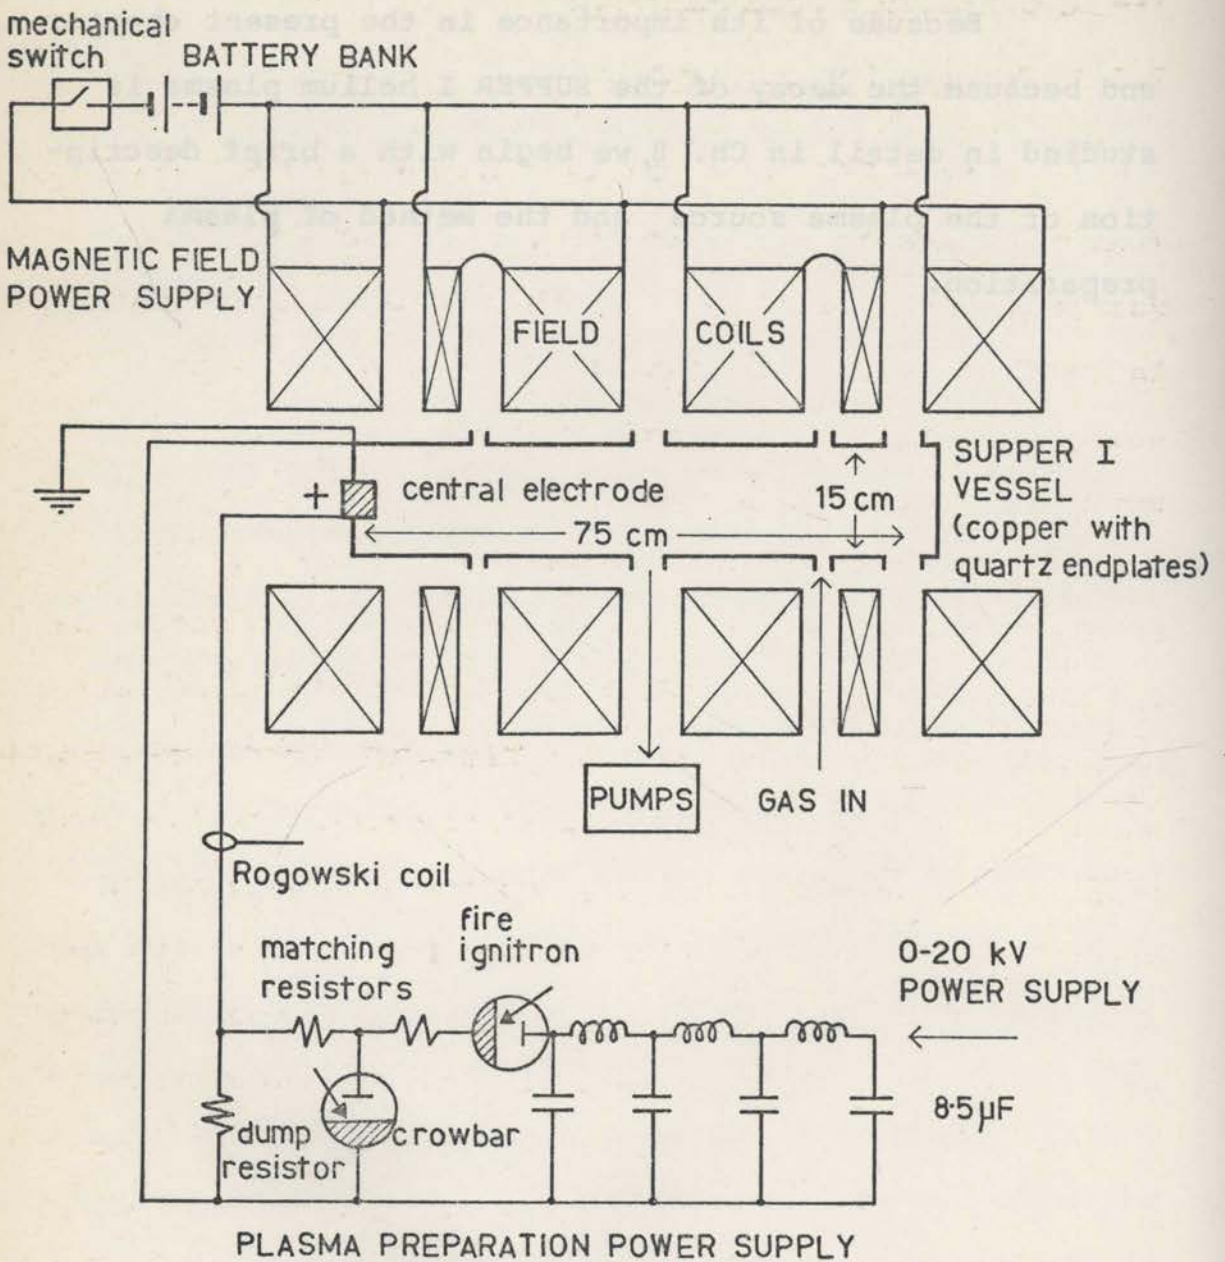 mechanical
switch
BATTERY BANK
MAGNETIC FIELD
POWER SUPPLY
FIELD
COILS
+
central electrode
15 cm
75 cm
SUPPER I
VESSEL
(copper with
quartz endplates)
PUMPS
GAS IN
Rogowski coil
fire
ignitron
matching
resistors
0-20 kV
POWER SUPPLY
8·5µF
dump
resistor
crowbar
PLASMA PREPARATION POWER SUPPLY
Because of its importance in the present
and because the decay of the SUPPER I helium plasma is
studied in detail in Ch. we begin with a brief descrip-
tion of the plasma source and the method of plasma
preparation.